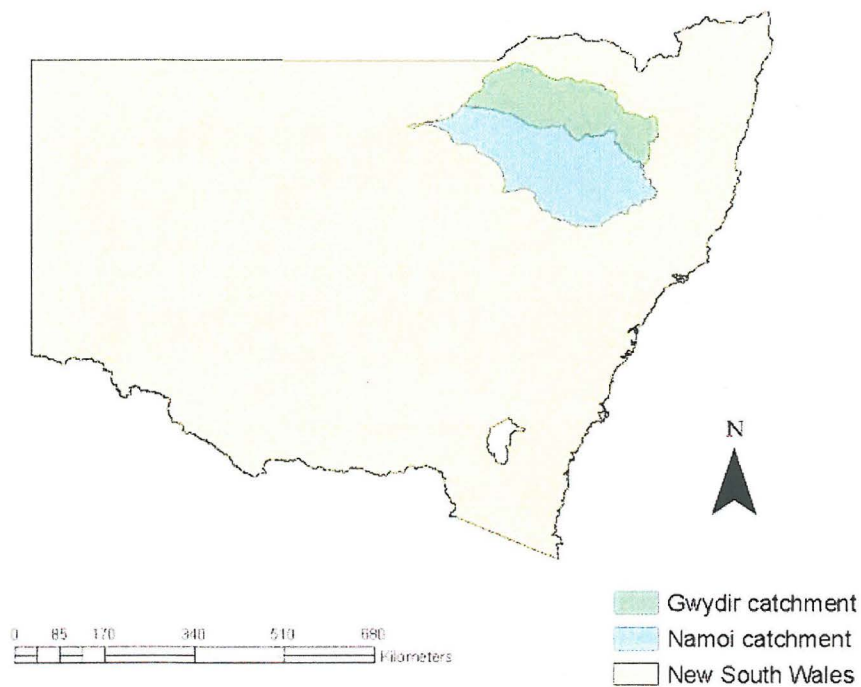 N
Gwydir catchment
Namoi catchment
New South Wales
0 85 170 340 510 680
Kilometers